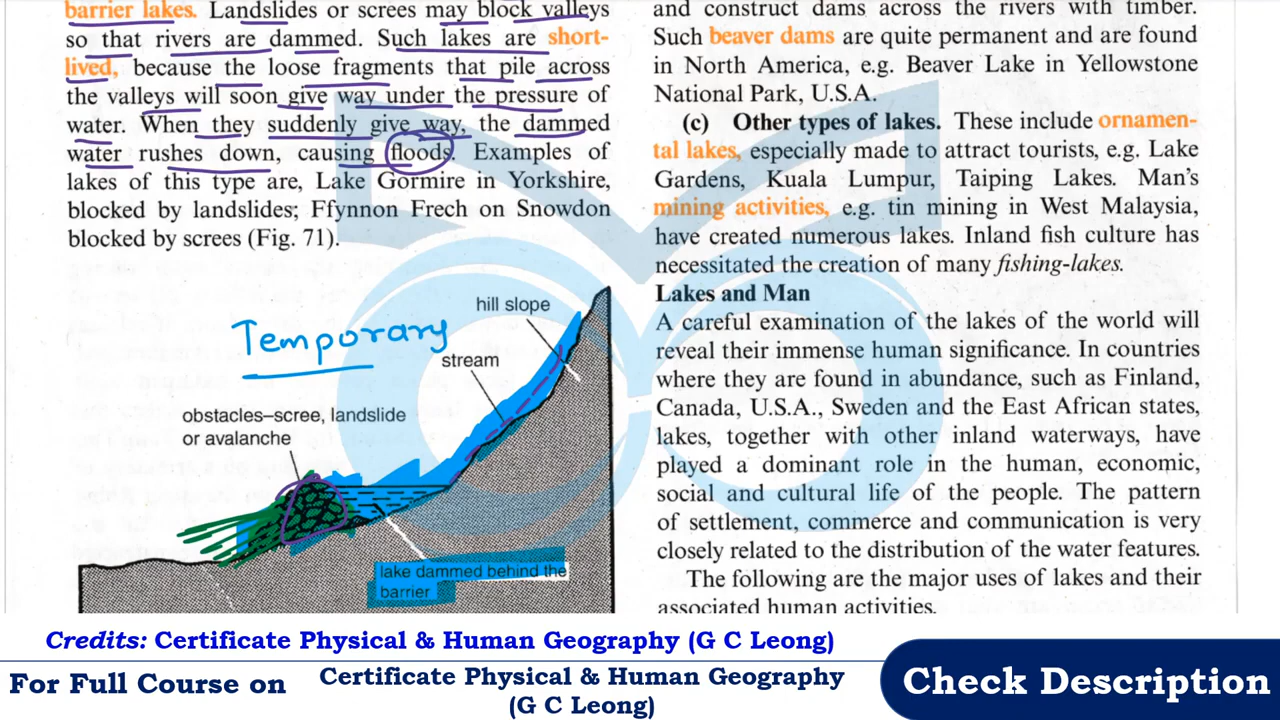 barrier lakes. Landslides or screes may block valleys
so that rivers are dammed. Such lakes are short-
lived, because the loose fragments that pile across
the valleys will soon give way under the pressure of
water. When they suddenly give way, the dammed
water rushes down, causing floods. Examples of
lakes of this type are, Lake Gormire in Yorkshire,
blocked by landslides; Ffynnon Frech on Snowdon
blocked by screes (Fig. 71).
hill slope
Temporary
stream
obstacles–scree, landslide
or avalanche
lake dammed behind the
barrier
and construct dams across the rivers with timber.
Such beaver dams are quite permanent and are found
in North America, e.g. Beaver Lake in Yellowstone
National Park, U.S.A.
(c) Other types of lakes. These include ornamen-
tal lakes, especially made to attract tourists, e.g. Lake
Gardens, Kuala Lumpur, Taiping Lakes. Man's
mining activities, e.g. tin mining in West Malaysia,
have created numerous lakes. Inland fish culture has
necessitated the creation of many fishing-lakes.
Lakes and Man
A careful examination of the lakes of the world will
reveal their immense human significance. In countries
where they are found in abundance, such as Finland,
Canada, U.S.A., Sweden and the East African states,
lakes, together with other inland waterways, have
played a dominant role in the human, economic,
social and cultural life of the people. The pattern
of settlement, commerce and communication is very
closely related to the distribution of the water features.
The following are the major uses of lakes and their
associated human activities.
Credits: Certificate Physical & Human Geography (G C Leong)
For Full Course on
Certificate Physical & Human Geography
(G C Leong)
Check Description